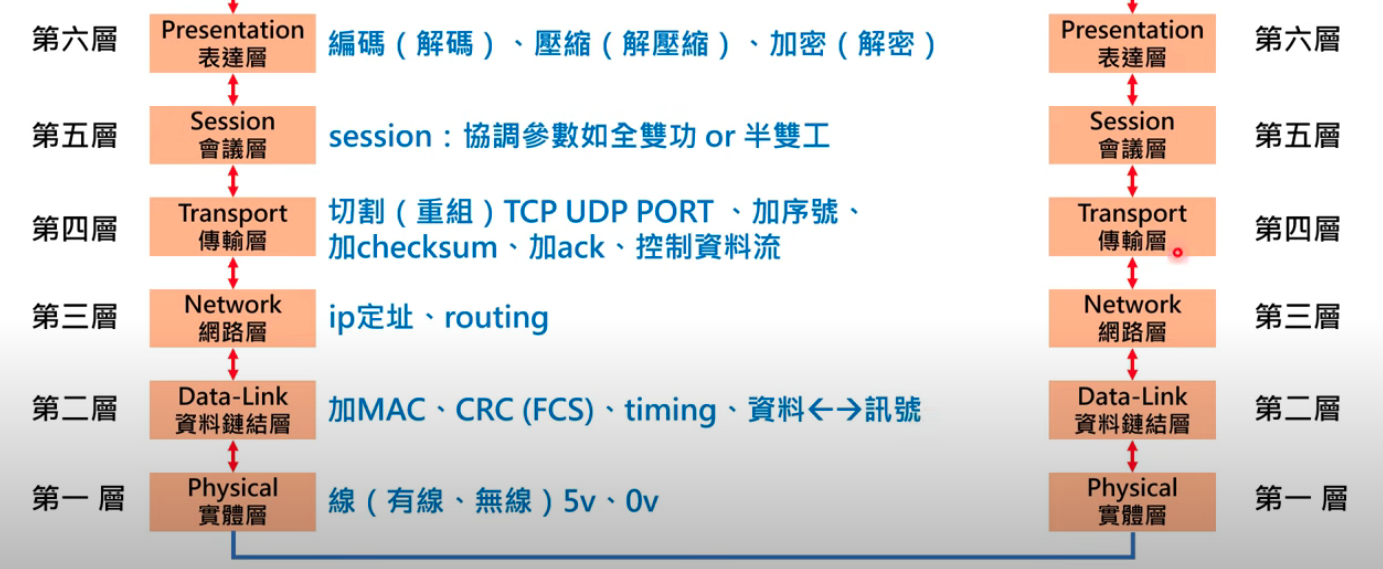 第六層
Presentation
表達層
編碼（解碼）、壓縮（解壓縮）、加密（解密）
Presentation
表達層
第六層
第五層
Session
會議層
session：協調參數如全雙功 or 半雙工
Session
會議層
第五層
第四層
Transport
傳輸層
切割（重組）TCP UDP PORT 、加序號、
加checksum、加ack、控制資料流
Transport
傳輸層
第四層
第三層
Network
網路層
ip定址、routing
Network
網路層
第三層
第二層
Data-Link
資料鏈結層
加MAC、CRC (FCS)、timing、資料←→訊號
Data-Link
資料鏈結層
第二層
第一 層
Physical
實體層
線（有線、無線）5v、0v
Physical
實體層
第一 層